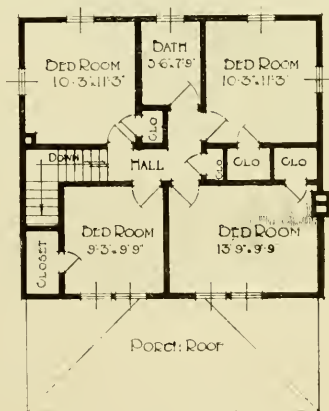 BED ROOM
10-3"x11-3"
BATH
5-6"x7-9"
BED ROOM
10-3"x11-3"
CLO
DOWN
HALL
CLO
CLO
CLO
BED ROOM
9-3"x9-9"
BED ROOM
13-9"x9-9
CLOSET
PORCH: ROOF